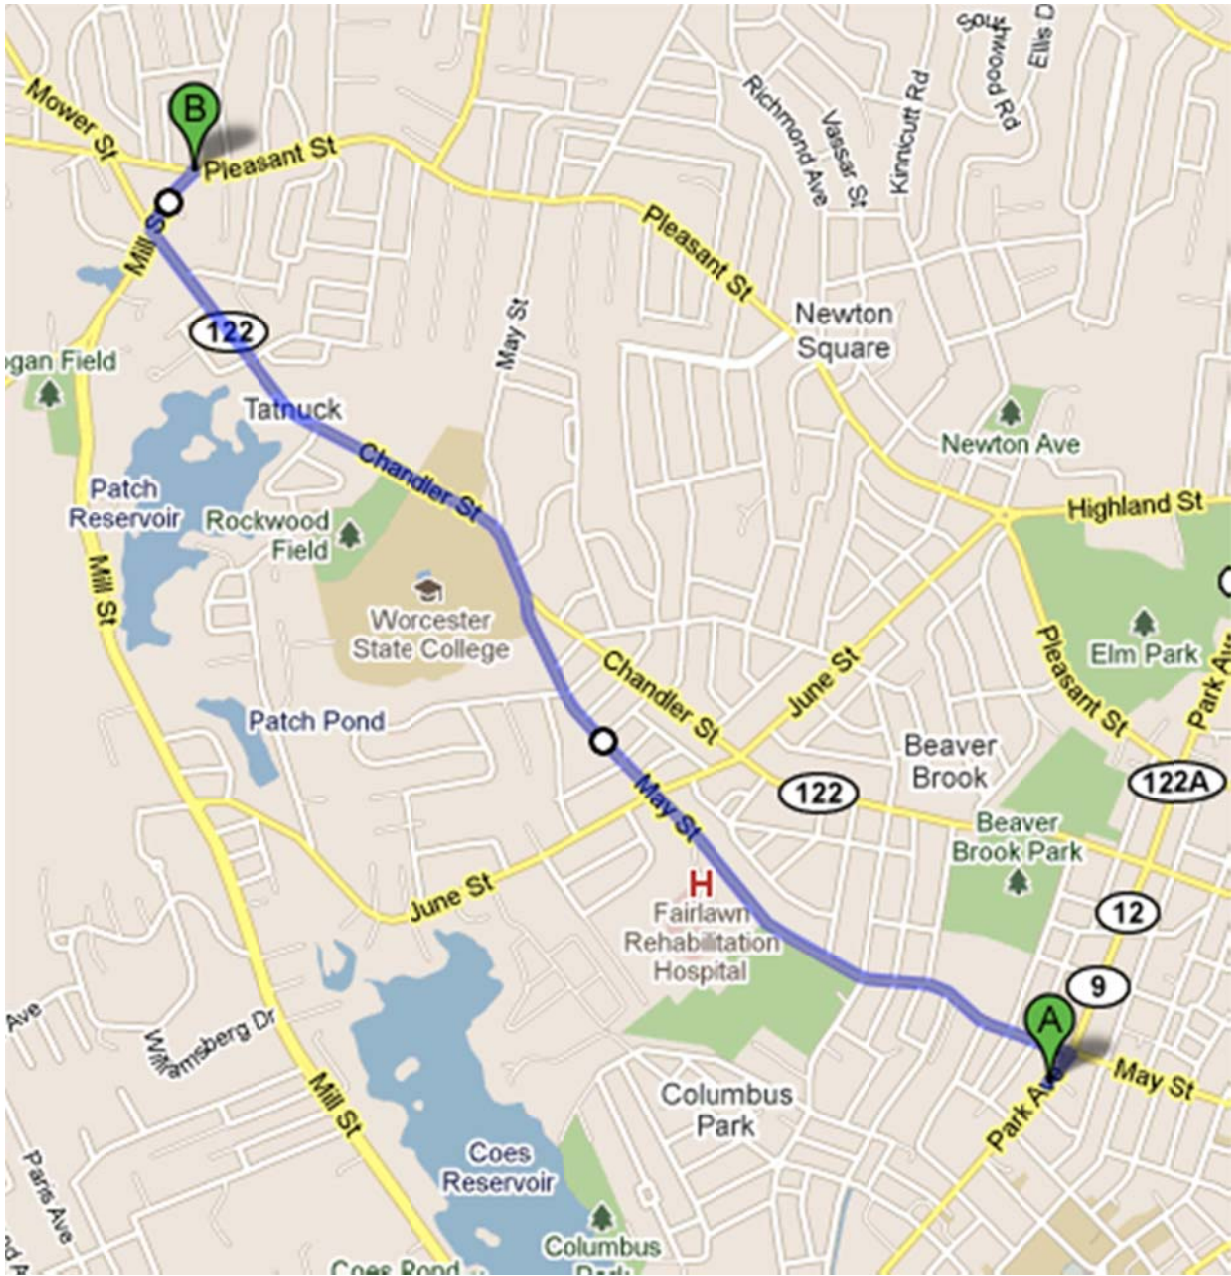 Golf
Ellis D
Mower St
B
Richmond Ave
Vassar St
Kinnicutt Rd
Pleasant St
Mill S
Pleasant St
122
May St
Newton
Square
ogan Field
Tatnuck
Newton Ave
Chandler St
Patch
Reservoir
Rockwood
Field
Highland St
Mill St
Worcester
State College
Elm Park
Pleasant St
Park Av
Chandler St
June St
Patch Pond
Beaver
Brook
122
122A
May St
Beaver
Brook Park
June St
H
Fairlawn
Rehabilitation
Hospital
12
9
Ave
Williamsberg Dr
A
May St
Park Ave
Mill St
Columbus
Park
Coes
Reservoir
Paris Ave
Columbus
Park
Coes Pond